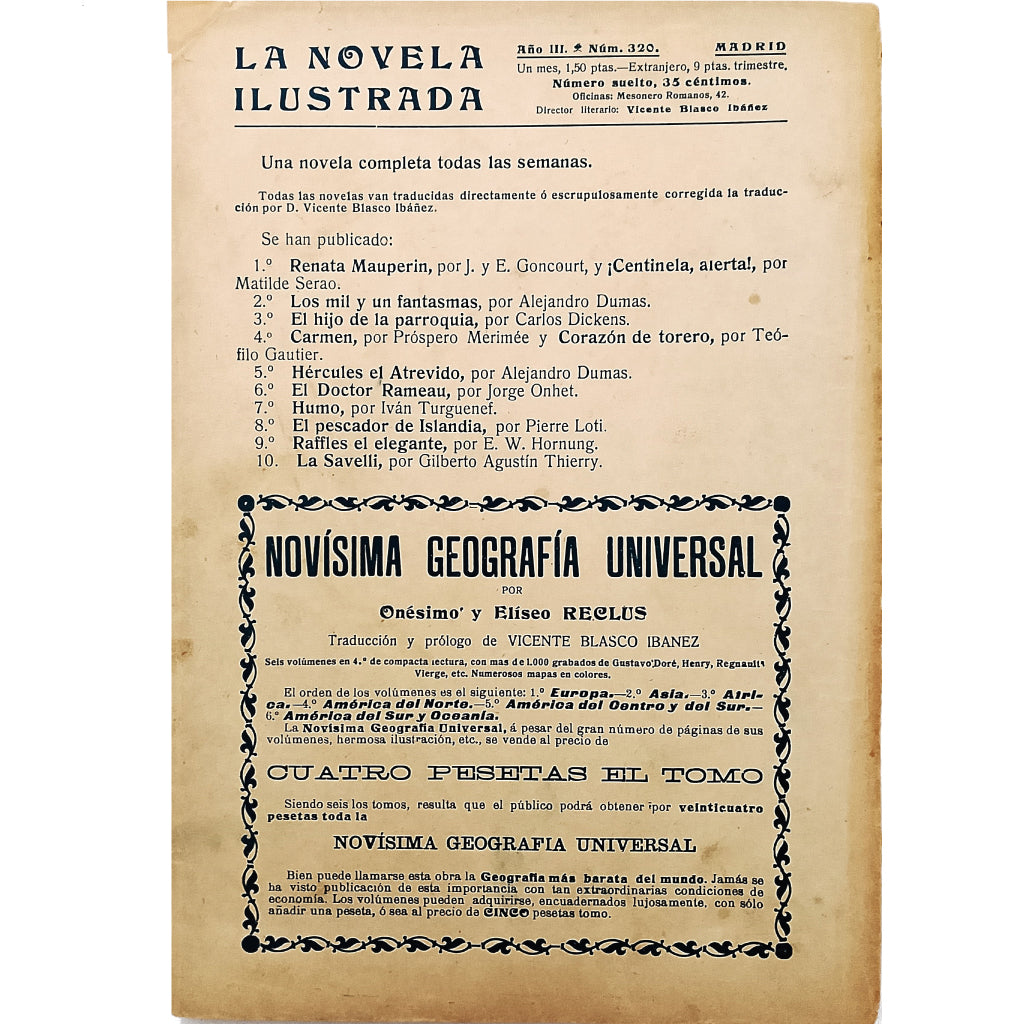 LA NOVELA
ILUSTRADA
Año III. Núm. 320. MADRID
Un mes, 1,50 ptas.—Extranjero, 9 ptas. trimestre.
Número suelto, 35 céntimos.
Oficinas: Mesonero Romanos, 42.
Director literario: Vicente Blasco Ibáñez
Una novela completa todas las semanas.
Todas las novelas van traducidas directamente ó escrupulosamente corregida la traduc-
ción por D. Vicente Blasco Ibáñez.
Se han publicado:
1.º Renata Mauperin, por J. y E. Goncourt, y ¡Centinela, alerta!, por
Matilde Serao.
2.º Los mil y un fantasmas, por Alejandro Dumas.
3.º El hijo de la parroquia, por Carlos Dickens.
4.º Carmen, por Próspero Merimée y Corazón de torero, por Teó-
filo Gautier.
5.º Hércules el Atrevido, por Alejandro Dumas.
6.º El Doctor Rameau, por Jorge Onhet.
7.º Humo, por Iván Turguenef.
8.º El pescador de Islandia, por Pierre Loti.
9.º Raffles el elegante, por E. W. Hornung.
10. La Savelli, por Gilberto Agustín Thierry.
NOVÍSIMA GEOGRAFÍA UNIVERSAL
POR
Onésimo y Elíseo RECLUS
Traducción y prólogo de VICENTE BLASCO IBANEZ
Seis volúmenes en 4.º de compacta lectura, con más de 1.000 grabados de Gustavo Doré, Henry, Regnault,
Vierge, etc. Numerosos mapas en colores.
El orden de los volúmenes es el siguiente: 1.º Europa.—2.º Asia.—3.º Afri-
ca.—4.º América del Norte.—5.º América del Centro y del Sur.—
6.º América del Sur y Oceanía.
La Novísima Geografía Universal, á pesar del gran número de páginas de sus
volúmenes, hermosa ilustración, etc., se vende al precio de
CUATRO PESETAS EL TOMO
Siendo seis los tomos, resulta que el público podrá obtener por veinticuatro
pesetas toda la
NOVÍSIMA GEOGRAFIA UNIVERSAL
Bien puede llamarse esta obra la Geografía más barata del mundo. Jamás se
ha visto publicación de esta importancia con tan extraordinarias condiciones de
economía. Los volúmenes pueden adquirirse, encuadernados lujosamente, con sólo
añadir una peseta, ó sea al precio de CINCO pesetas tomo.